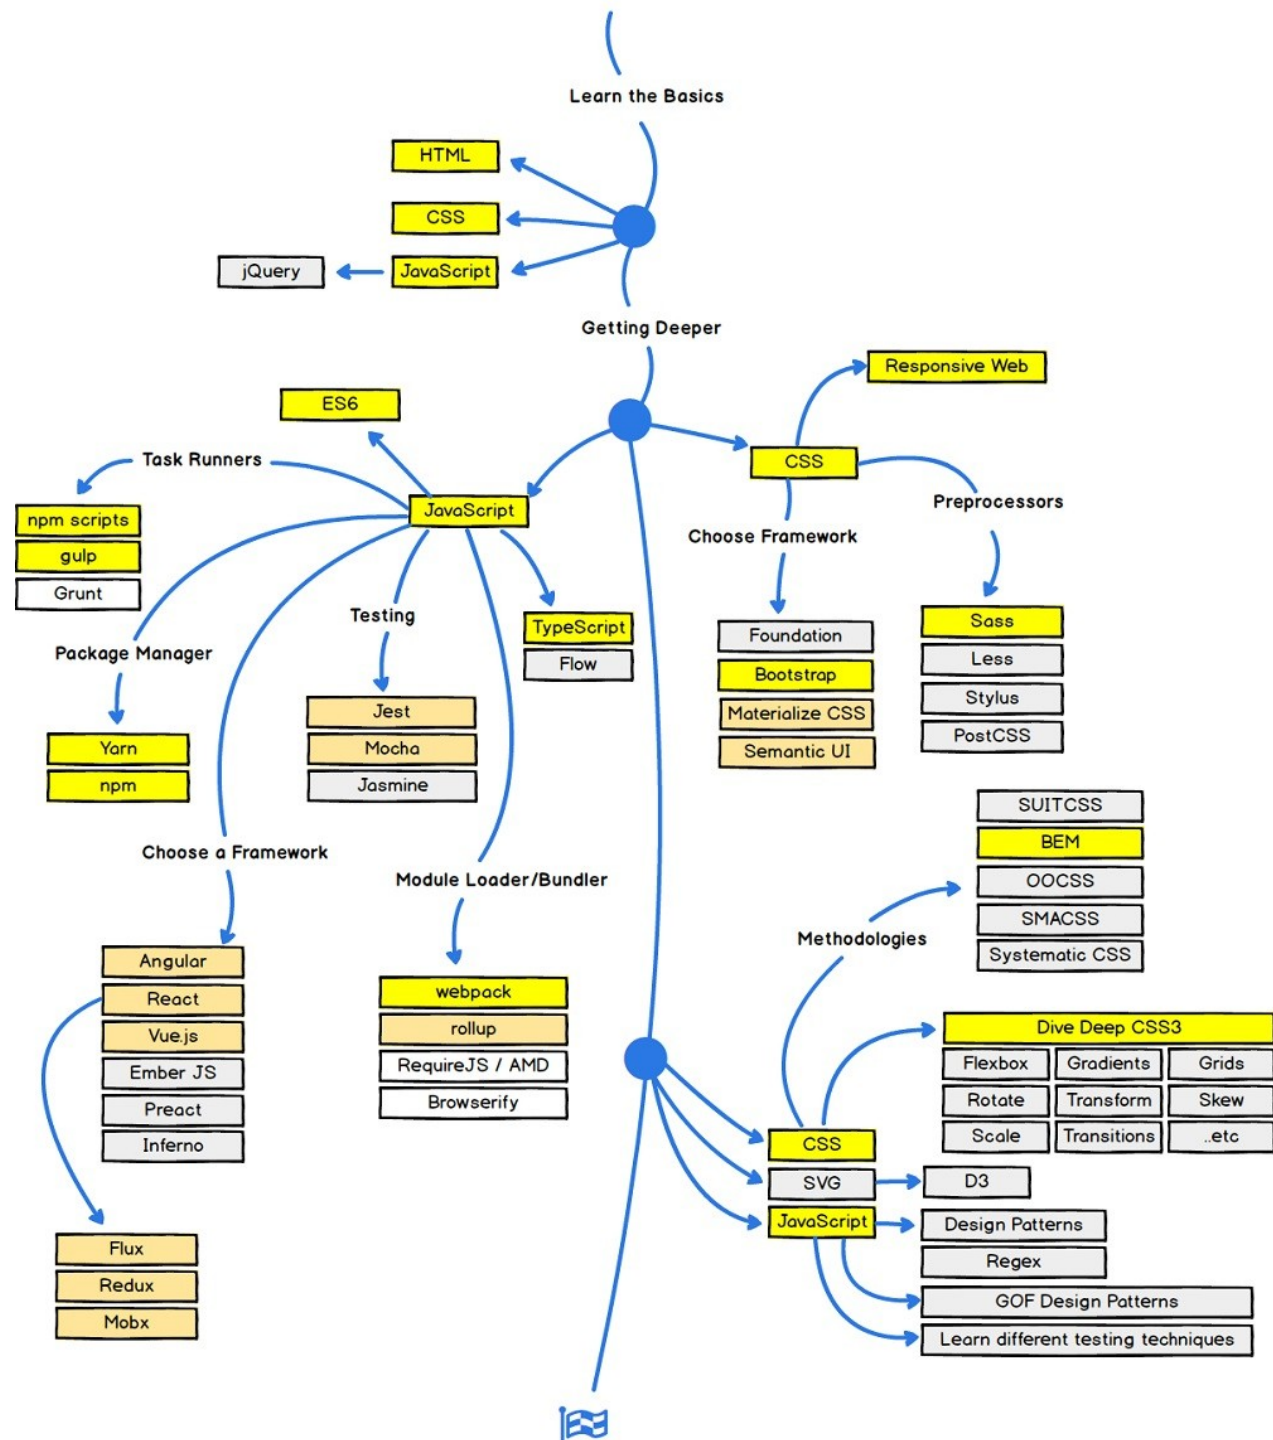 Learn the Basics
HTML
CSS
jQuery
JavaScript
Getting Deeper
Responsive Web
ES6
CSS
Task Runners
JavaScript
Preprocessors
npm scripts
gulp
Grunt
Choose Framework
Testing
TypeScript
Flow
Package Manager
Foundation
Bootstrap
Materialize CSS
Semantic UI
Sass
Less
Stylus
PostCSS
Jest
Mocha
Jasmine
Yarn
npm
SUITCSS
BEM
OOCSS
SMACSS
Systematic CSS
Choose a Framework
Module Loader/Bundler
Methodologies
Angular
React
Vue.js
Ember JS
Preact
Inferno
webpack
rollup
RequireJS / AMD
Browserify
Dive Deep CSS3
Flexbox Gradients Grids
Rotate Transform Skew
Scale Transitions ..etc
CSS
SVG
D3
JavaScript
Design Patterns
Regex
GOF Design Patterns
Learn different testing techniques
Flux
Redux
Mobx